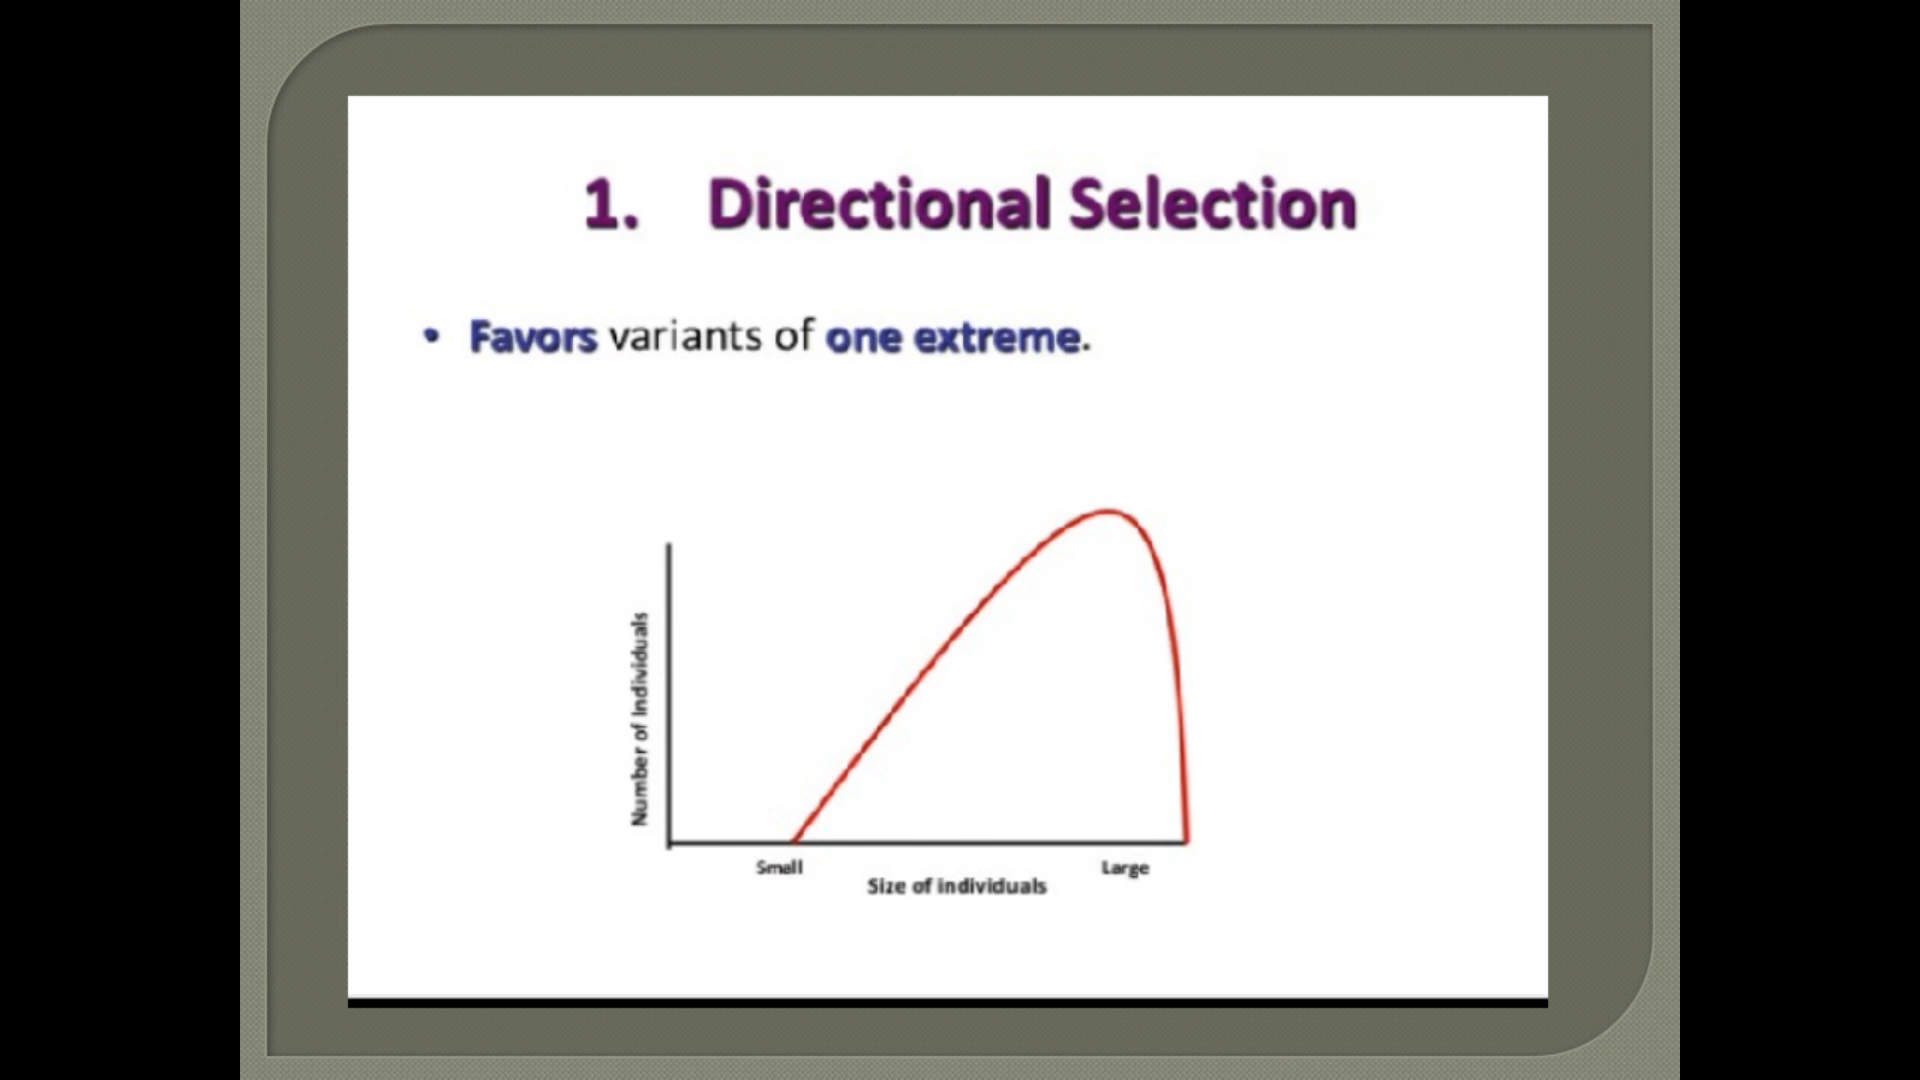 1. Directional Selection
• Favors variants of one extreme.
Number of Individuals
Small
Large
Size of individuals